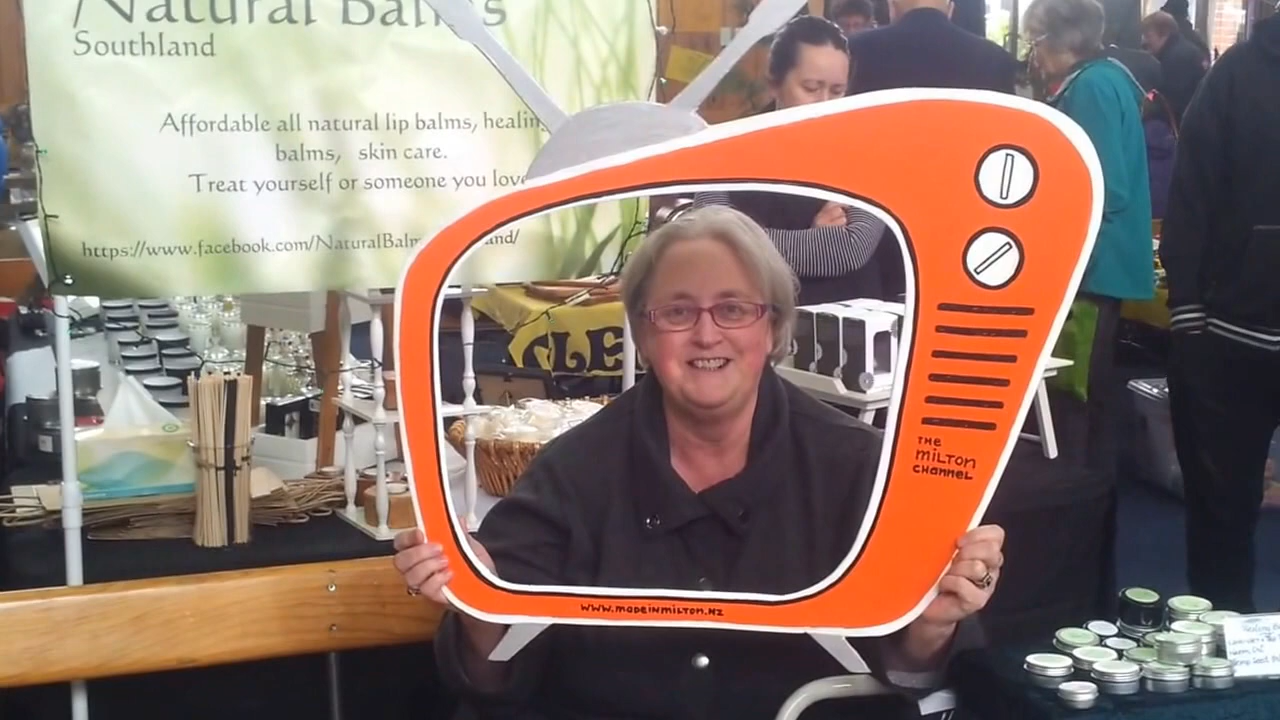 Natural Balms
Southland
Affordable all natural lip balms, healing
balms, skin care.
Treat yourself or someone you love
https://www.facebook.com/NaturalBalm and/
CLE
THE
MILTON
CHANNEL
www.madeinmilton.nz